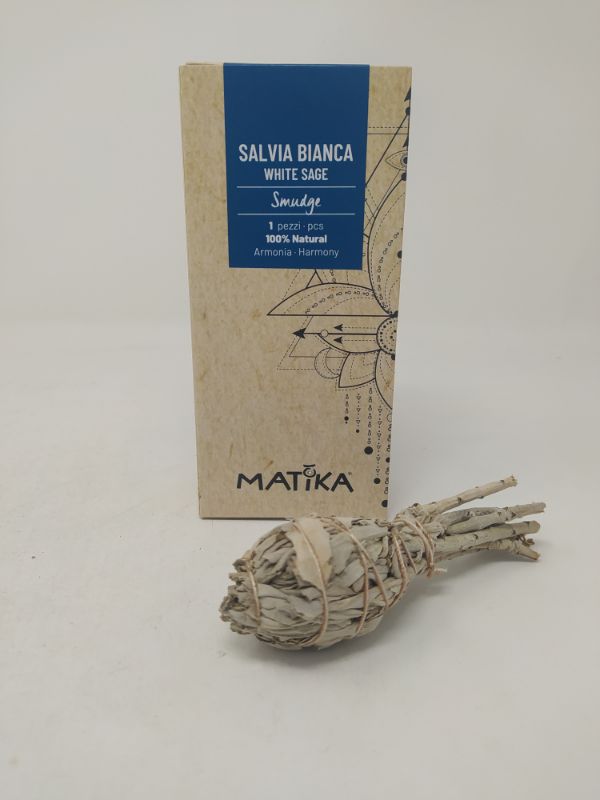 SALVIA BIANCA
WHITE SAGE
Smudge
1 pezzi · pcs
100% Natural
Armonia · Harmony
MATIKA®